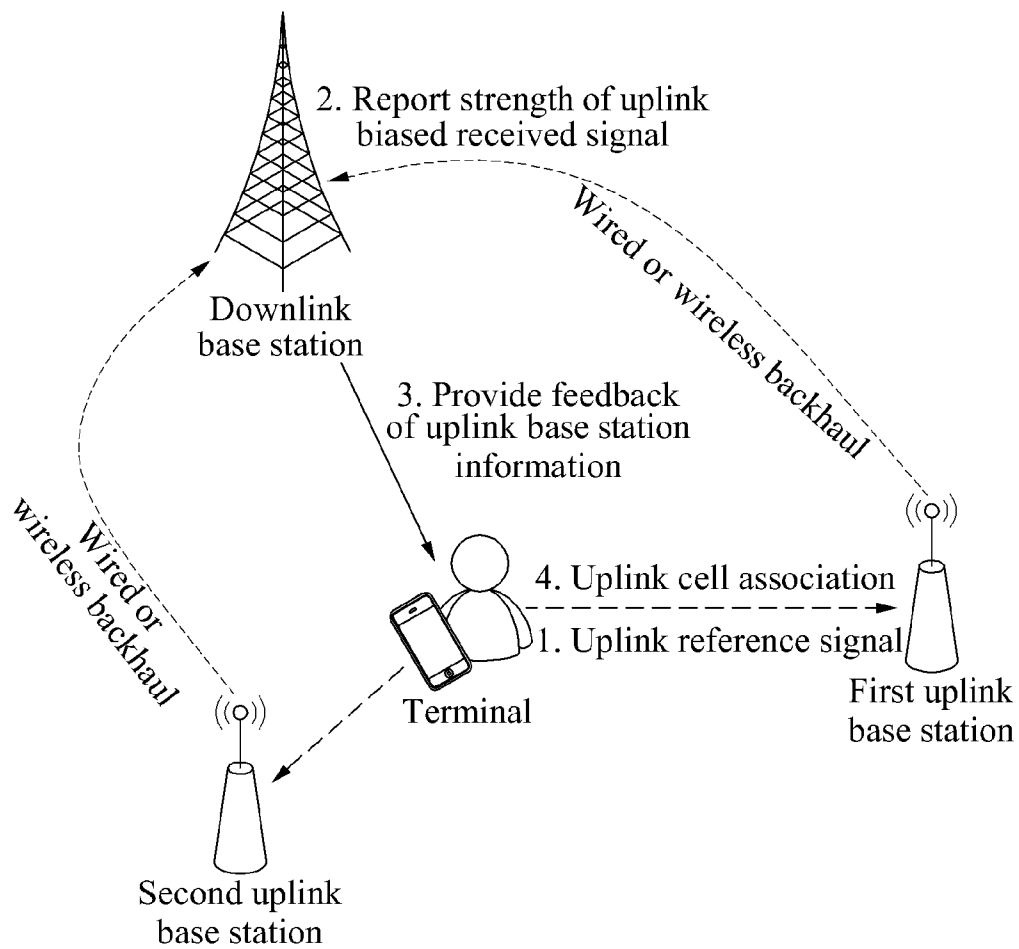 2. Report strength of uplink
biased received signal
Wired or wireless backhaul
Downlink
base station
3. Provide feedback
of uplink base station
information
Wired or
wireless backhaul
4. Uplink cell association
1. Uplink reference signal
Terminal
First uplink
base station
Second uplink
base station